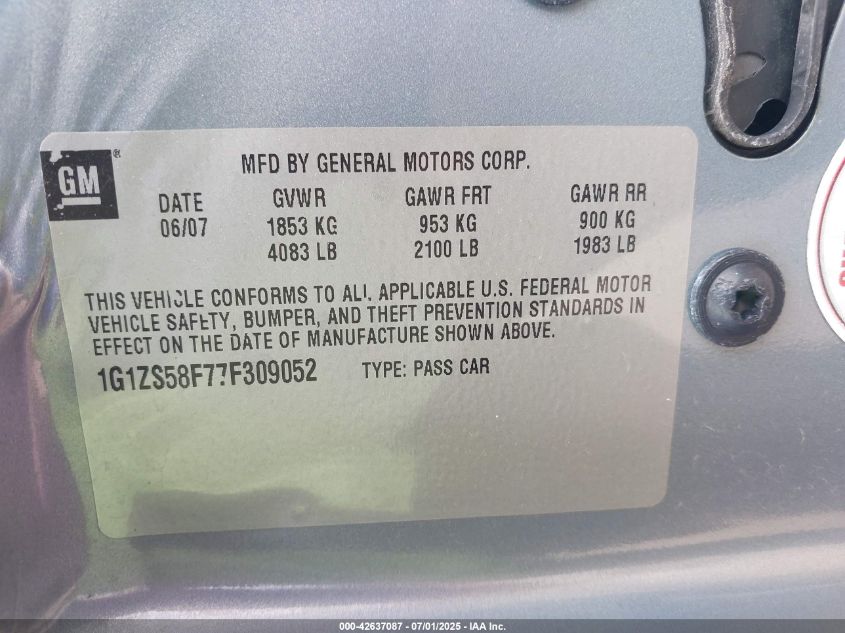 GM®
MFD BY GENERAL MOTORS CORP.
DATE GVWR GAWR FRT GAWR RR
06/07 1853 KG 953 KG 900 KG
4083 LB 2100 LB 1983 LB
THIS VEHICLE CONFORMS TO ALL APPLICABLE U.S. FEDERAL MOTOR
VEHICLE SAFETY, BUMPER, AND THEFT PREVENTION STANDARDS IN
EFFECT ON THE DATE OF MANUFACTURE SHOWN ABOVE.
1G1ZS58F77F309052 TYPE: PASS CAR
000-42637087 - 07/01/2025 - IAA Inc.